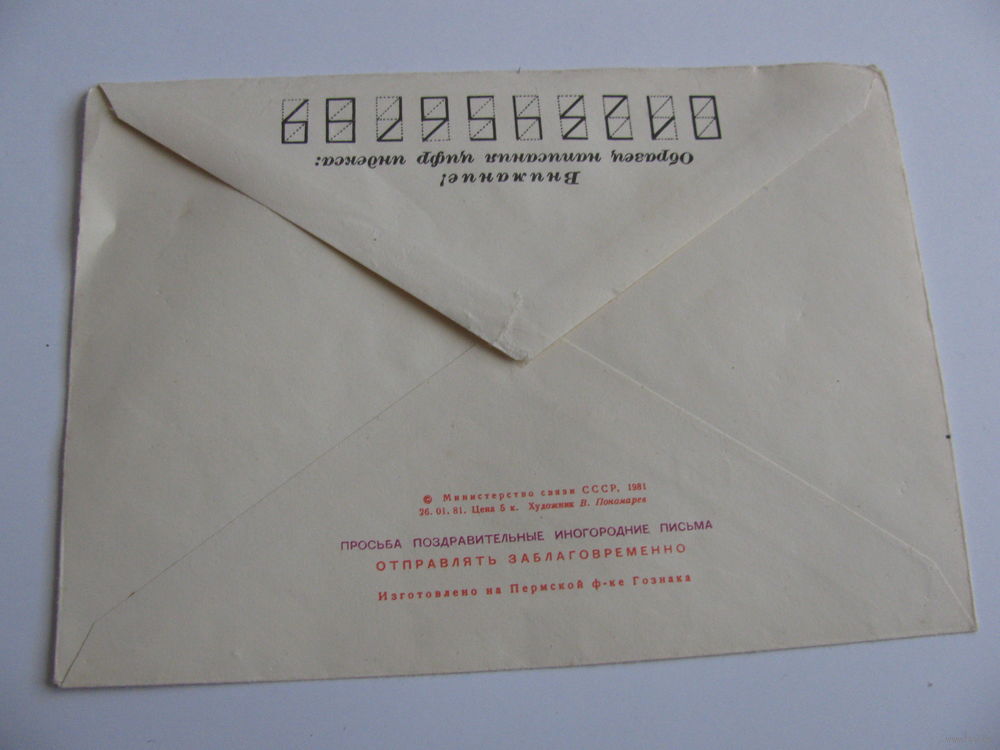 Внимание!
Образец написания цифр индекса:
0123456789
© Министерство связи СССР, 1981
26.01.81. Цена 5 к. Художник В. Пономарев
ПРОСЬБА ПОЗДРАВИТЕЛЬНЫЕ ИНОГОРОДНИЕ ПИСЬМА
ОТПРАВЛЯТЬ ЗАБЛАГОВРЕМЕННО
Изготовлено на Пермской ф-ке Гознака